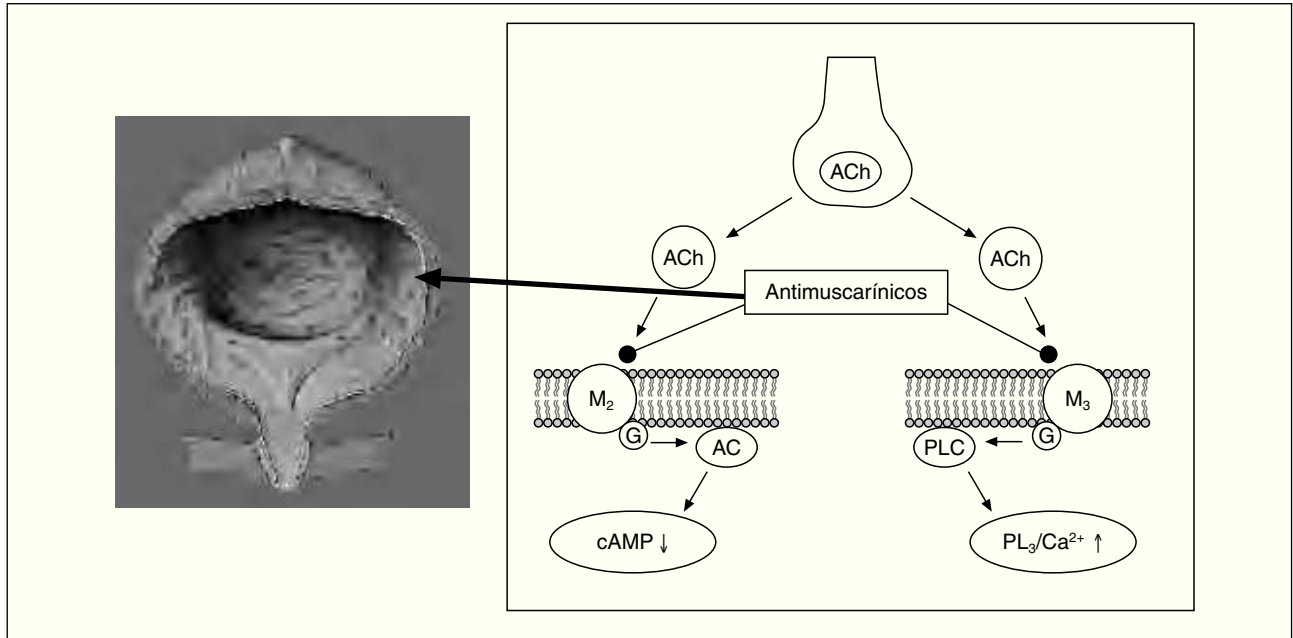 ACh
ACh
ACh
Antimuscarínicos
M₂
M₃
G
AC
PLC
G
cAMP ↓
PL₃/Ca²⁺ ↑